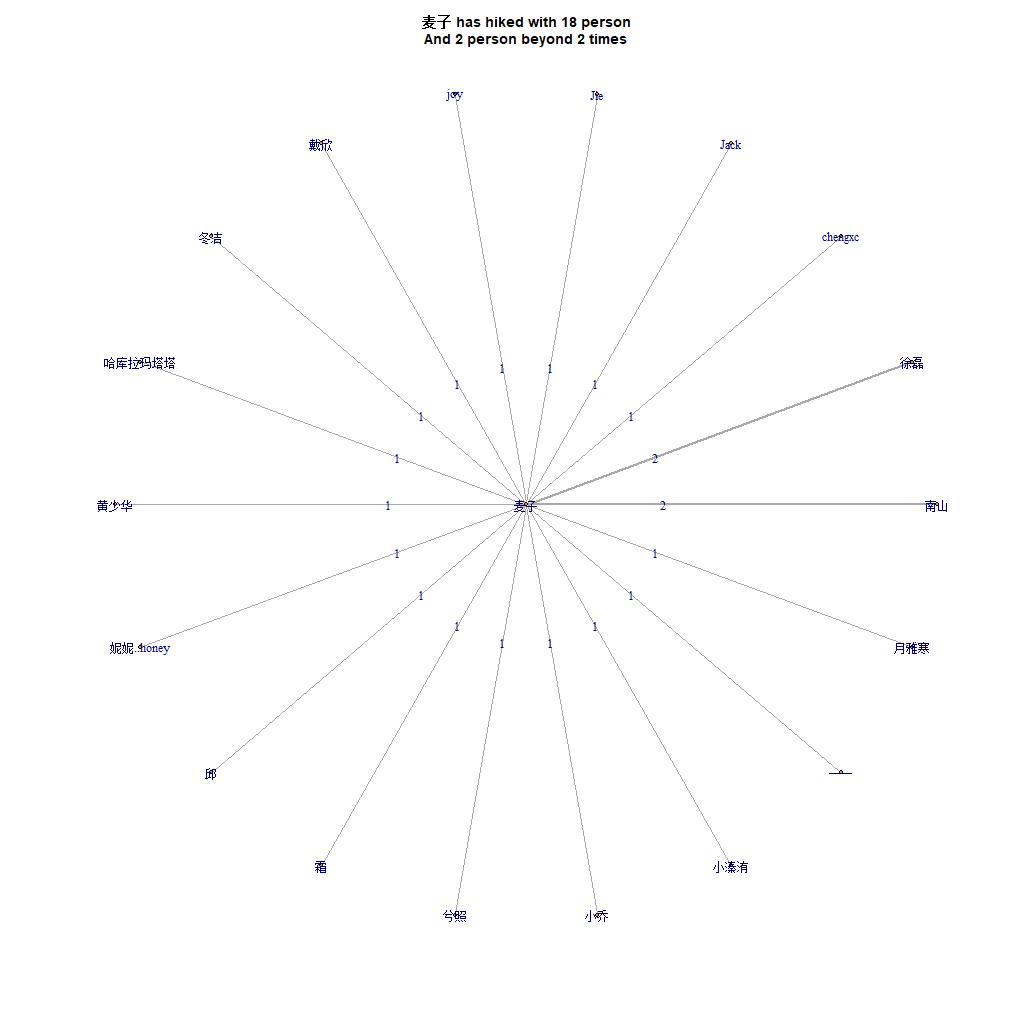 麦子 has hiked with 18 person
And 2 person beyond 2 times
joy
Jie
戴欣
Jack
冬洁
chengxc
哈库拉玛塔塔
徐磊
1
1
1
1
1
1
1
2
黄少华
1
麦子
2
南山
1
1
1
1
1
1
1
1
妮妮..honey
月雅寒
邱
一一
霜
小溱洧
兮照
小乔